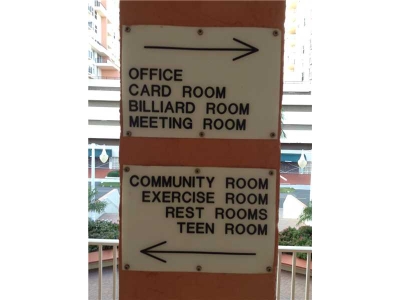 OFFICE
CARD ROOM
BILLIARD ROOM
MEETING ROOM
COMMUNITY ROOM
EXERCISE ROOM
REST ROOMS
TEEN ROOM